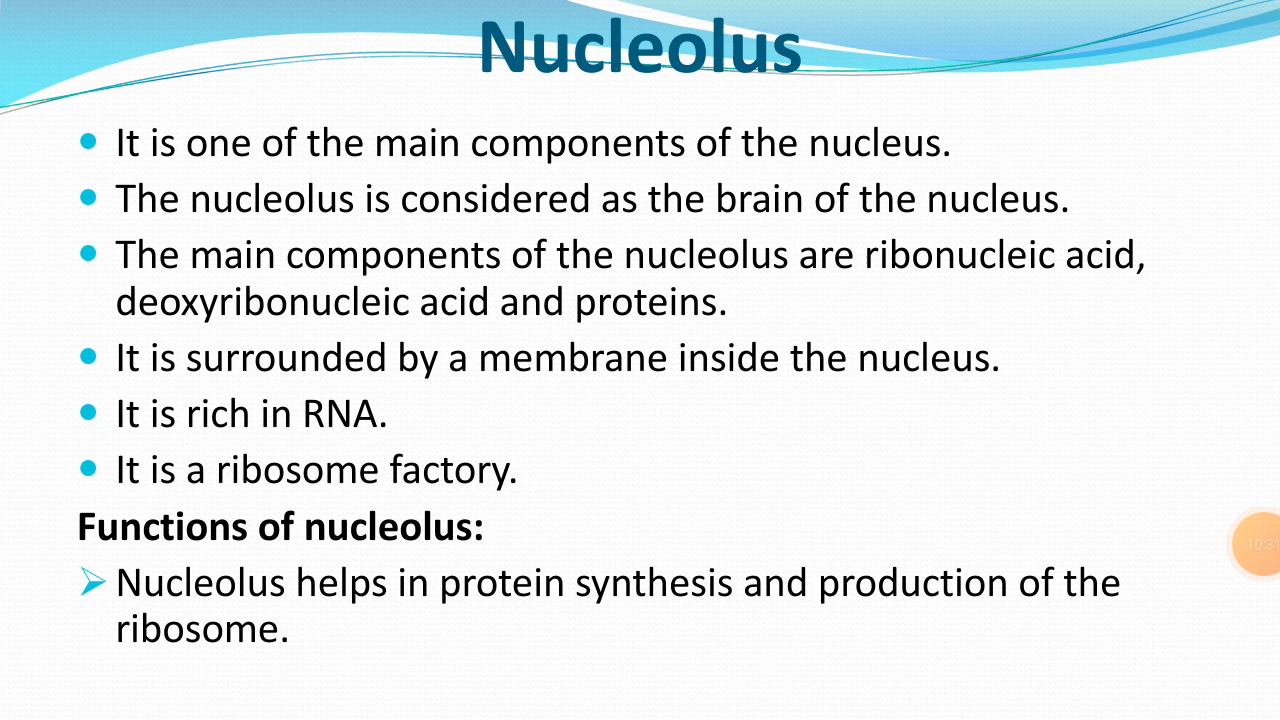 Nucleolus
It is one of the main components of the nucleus.
The nucleolus is considered as the brain of the nucleus.
The main components of the nucleolus are ribonucleic acid,
deoxyribonucleic acid and proteins.
It is surrounded by a membrane inside the nucleus.
It is rich in RNA.
It is a ribosome factory.
Functions of nucleolus:
Nucleolus helps in protein synthesis and production of the
ribosome.
10:31